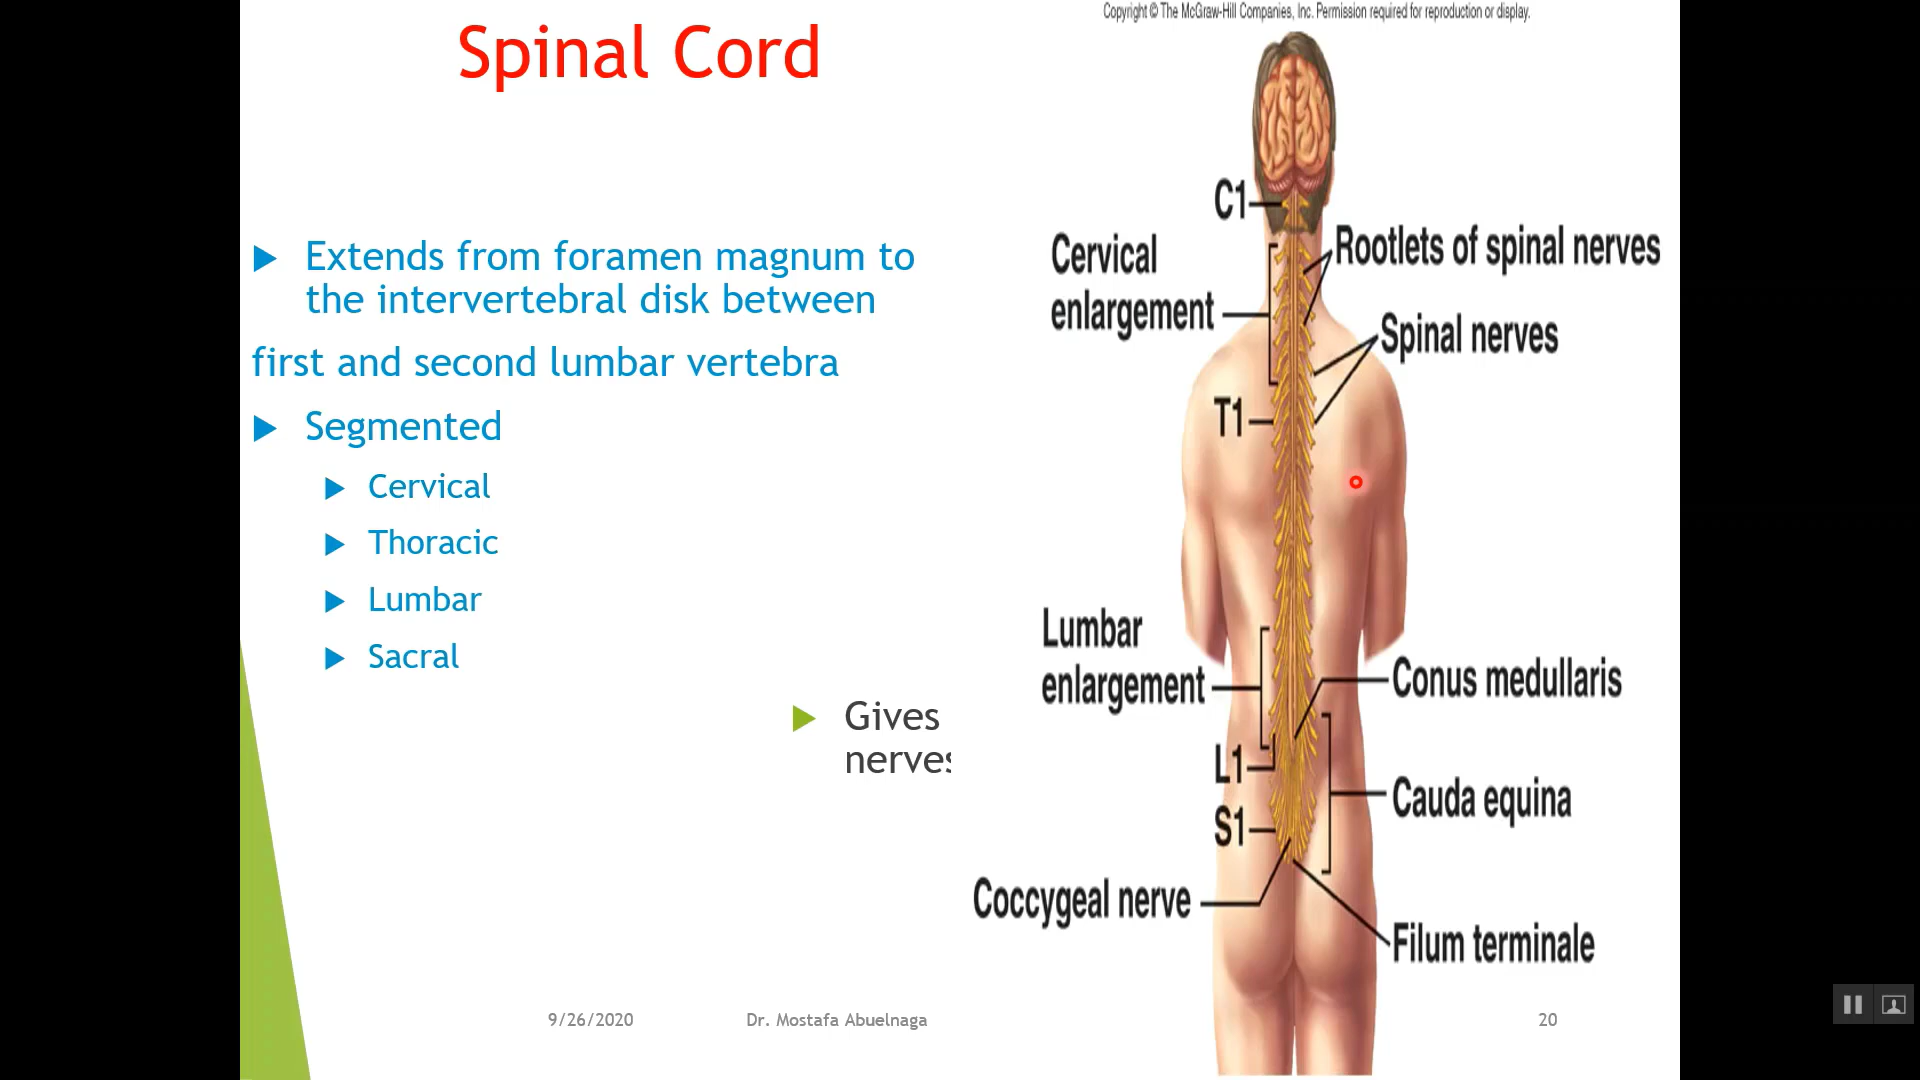 Copyright © The McGraw-Hill Companies, Inc. Permission required for reproduction or display.
Spinal Cord
Extends from foramen magnum to
the intervertebral disk between
first and second lumbar vertebra
Segmented
Cervical
Thoracic
Lumbar
Sacral
Gives
nerves
C1
Cervical
enlargement
Rootlets of spinal nerves
Spinal nerves
T1
Lumbar
enlargement
Conus medullaris
L1
Cauda equina
S1
Coccygeal nerve
Filum terminale
9/26/2020
Dr. Mostafa Abuelnaga
20